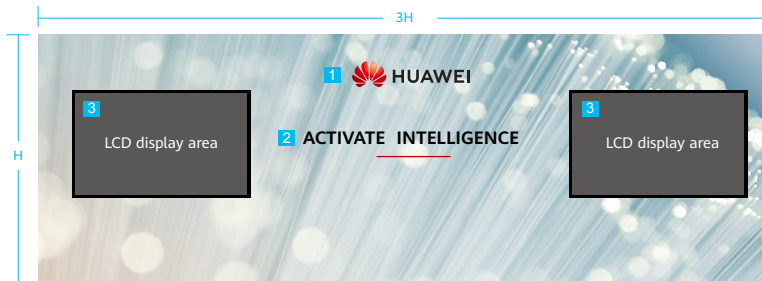 3H
H
1 HUAWEI
3
3
LCD display area
LCD display area
2 ACTIVATE INTELLIGENCE